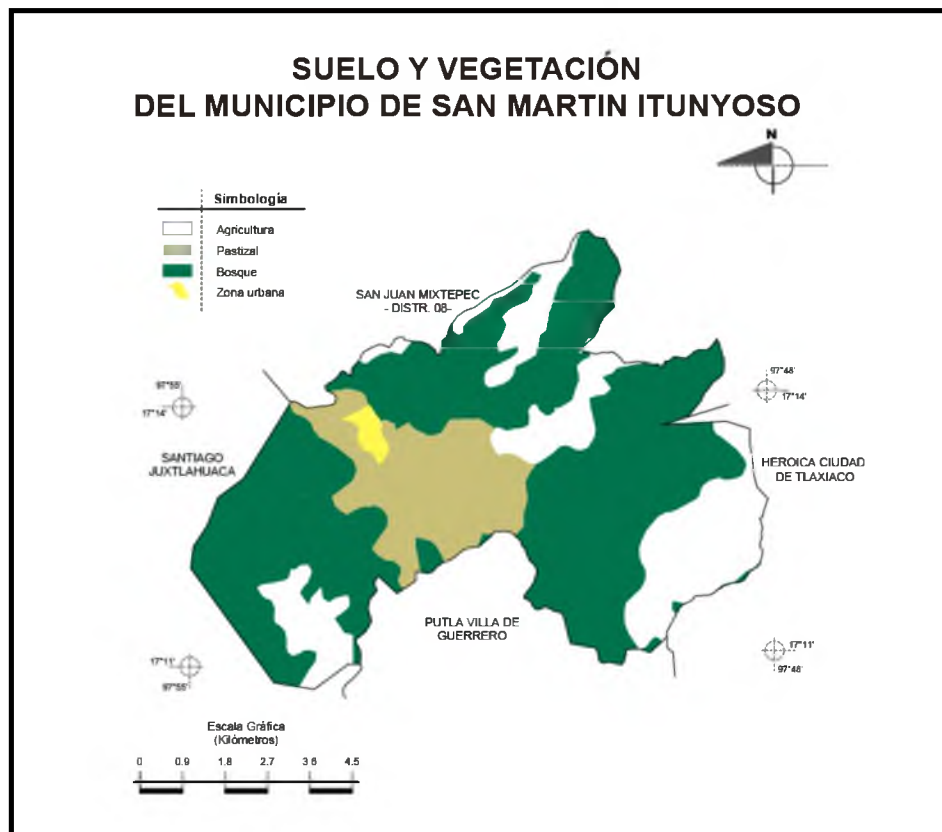 SUELO Y VEGETACIÓN
DEL MUNICIPIO DE SAN MARTIN ITUNYOSO
N
Simbología
Agricultura
Pastizal
Bosque
Zona urbana
SAN JUAN MIXTEPEC
- DISTR. 08-
97°55'
17°14'
97°48'
17°14'
SANTIAGO
JUXTLAHUACA
HEROICA CIUDAD
DE TLAXIACO
PUTLA VILLA DE
GUERRERO
17°11'
97°55'
17°11'
97°48'
Escala Gráfica
(Kilómetros)
0 0.9 1.8 2.7 3.6 4.5